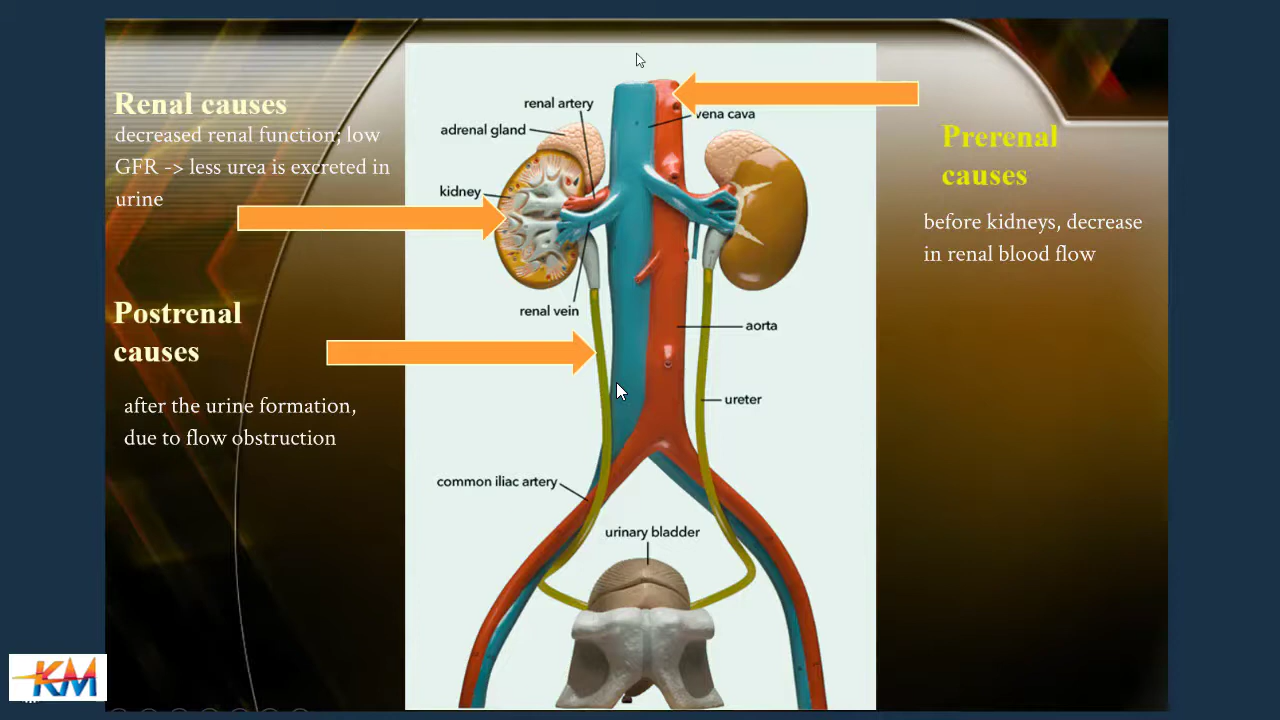 Renal causes
decreased renal function; low
GFR -> less urea is excreted in
urine
Postrenal
causes
after the urine formation,
due to flow obstruction
renal artery
adrenal gland
vena cava
kidney
renal vein
aorta
ureter
common iliac artery
urinary bladder
Prerenal
causes
before kidneys, decrease
in renal blood flow
KM